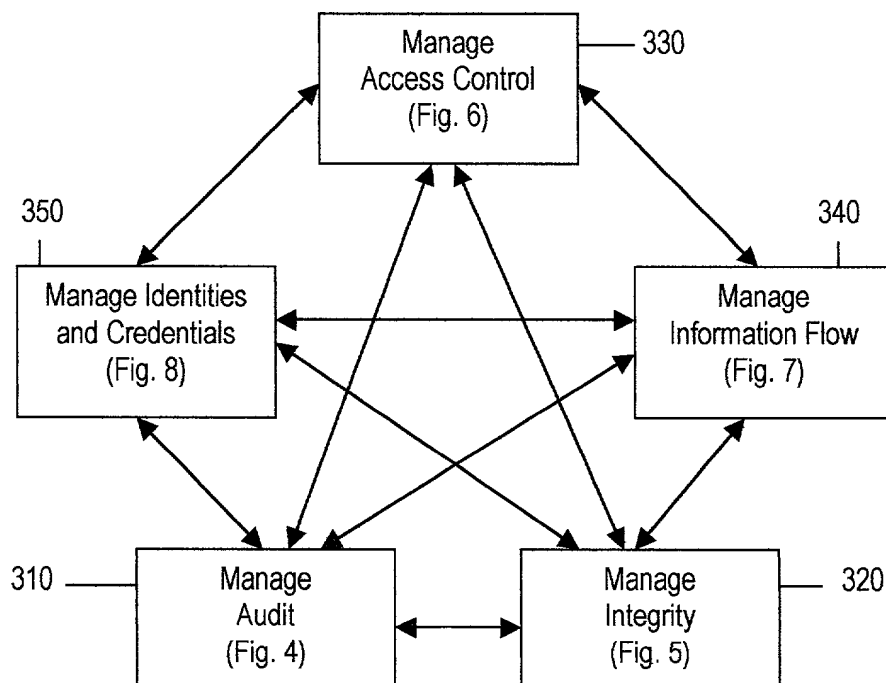 Manage
Access Control
(Fig. 6)
330
350
Manage Identities
and Credentials
(Fig. 8)
340
Manage
Information Flow
(Fig. 7)
310
Manage
Audit
(Fig. 4)
Manage
Integrity
(Fig. 5)
320